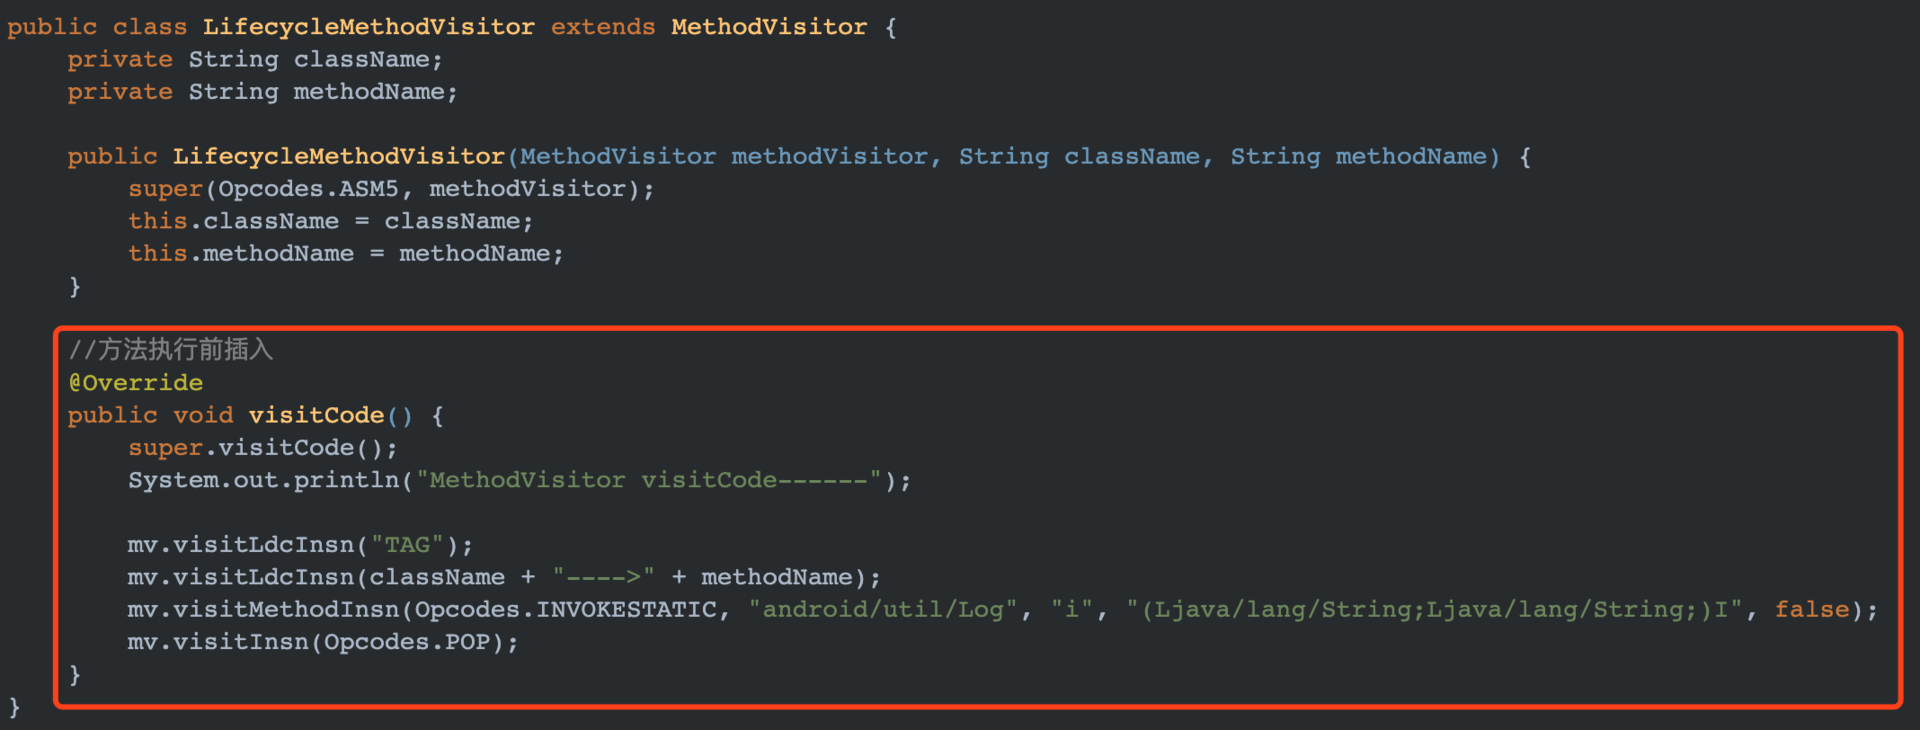 public class LifecycleMethodVisitor extends MethodVisitor {
    private String className;
    private String methodName;

    public LifecycleMethodVisitor(MethodVisitor methodVisitor, String className, String methodName) {
        super(Opcodes.ASM5, methodVisitor);
        this.className = className;
        this.methodName = methodName;
    }

    //方法执行前插入
    @Override
    public void visitCode() {
        super.visitCode();
        System.out.println("MethodVisitor visitCode------");

        mv.visitLdcInsn("TAG");
        mv.visitLdcInsn(className + "---->" + methodName);
        mv.visitMethodInsn(Opcodes.INVOKESTATIC, "android/util/Log", "i", "(Ljava/lang/String;Ljava/lang/String;)I", false);
        mv.visitInsn(Opcodes.POP);
    }
}